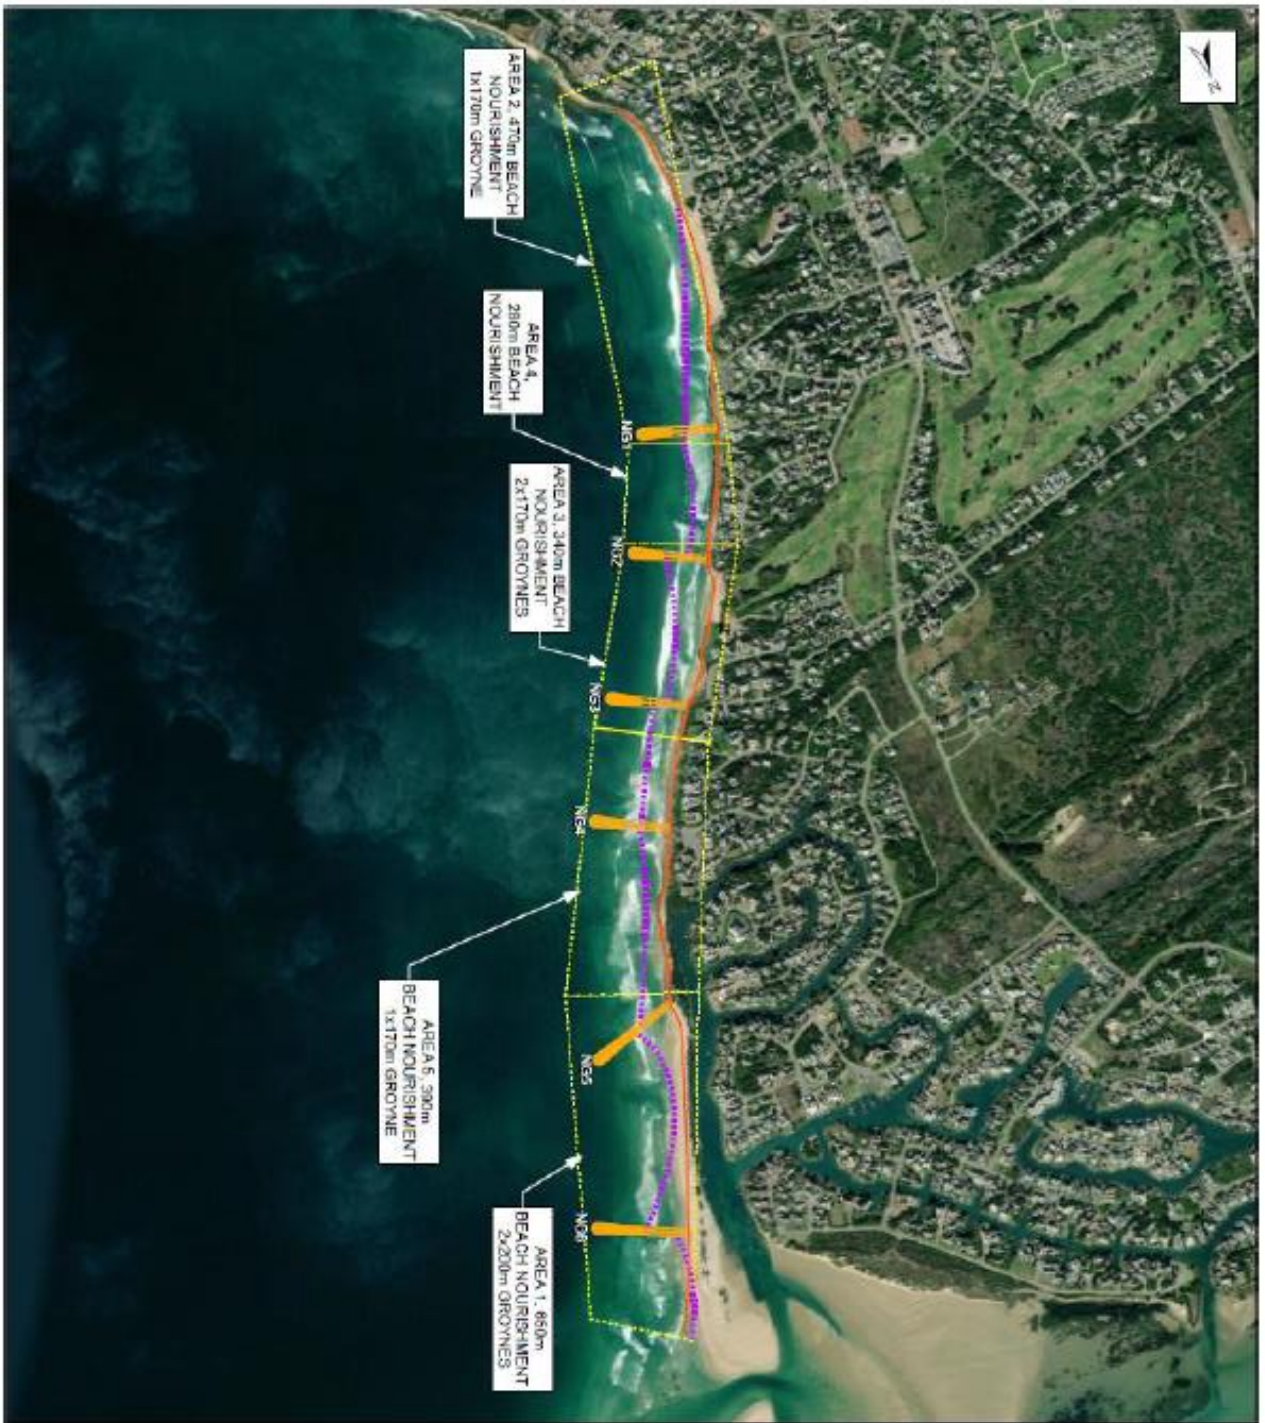 AREA 2, 470m BEACH
NOURISHMENT
1x170m GROYNE
AREA 4,
280m BEACH
NOURISHMENT
AREA 3, 340m BEACH
NOURISHMENT
2x170m GROYNES
AREA 5, 390m
BEACH NOURISHMENT
1x170m GROYNE
AREA 1, 650m
BEACH NOURISHMENT
2x200m GROYNES
NG1
NG2
NG3
NG4
NG5
NG6
N